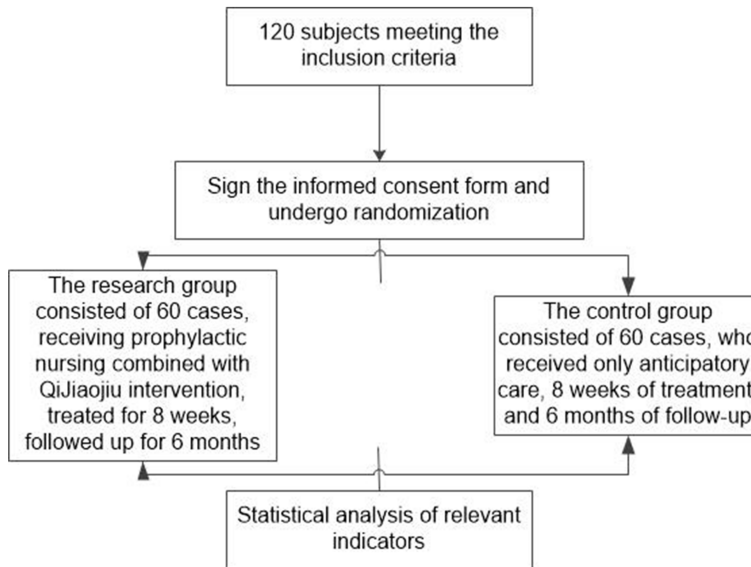 120 subjects meeting the
inclusion criteria
Sign the informed consent form and
undergo randomization
The research group
consisted of 60 cases,
receiving prophylactic
nursing combined with
QiJiaojiu intervention,
treated for 8 weeks,
followed up for 6 months
The control group
consisted of 60 cases, who
received only anticipatory
care, 8 weeks of treatment
and 6 months of follow-up
Statistical analysis of relevant
indicators